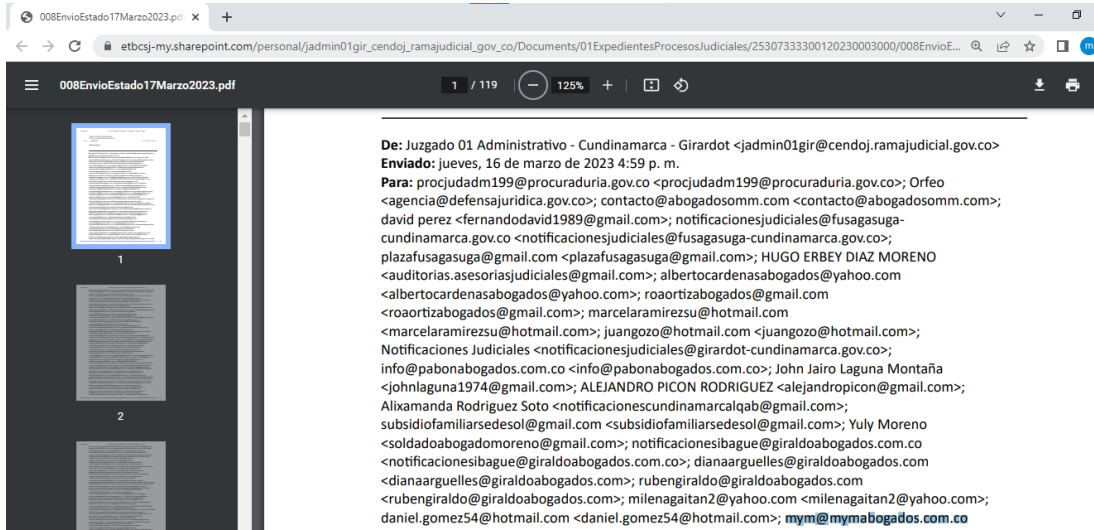 008EnvioEstado17Marzo2023.pd
etbcsj-my.sharepoint.com/personal/jadmin01gir_cendoj_ramajudicial_gov_co/Documents/01ExpedientesProcesosJudiciales/25307333300120230003000/008EnvioE...
008EnvioEstado17Marzo2023.pdf
1 / 119
125%
1
2
De: Juzgado 01 Administrativo - Cundinamarca - Girardot <jadmin01gir@cendoj.ramajudicial.gov.co>
Enviado: jueves, 16 de marzo de 2023 4:59 p. m.
Para: procjudadm199@procuraduria.gov.co <procjudadm199@procuraduria.gov.co>; Orfeo
<agencia@defensajuridica.gov.co>; contacto@abogadosomm.com <contacto@abogadosomm.com>;
david perez <fernandodavid1989@gmail.com>; notificacionesjudiciales@fusagasuga-
cundinamarca.gov.co <notificacionesjudiciales@fusagasuga-cundinamarca.gov.co>;
plazafusagasuga@gmail.com <plazafusagasuga@gmail.com>; HUGO ERBEY DIAZ MORENO
<auditorias.asesoriasjudiciales@gmail.com>; albertocardenasabogados@yahoo.com
<albertocardenasabogados@yahoo.com>; roaortizabogados@gmail.com
<roaortizabogados@gmail.com>; marcelaramirezsu@hotmail.com
<marcelaramirezsu@hotmail.com>; juangozo@hotmail.com <juangozo@hotmail.com>;
Notificaciones Judiciales <notificacionesjudiciales@girardot-cundinamarca.gov.co>;
info@pabonabogados.com.co <info@pabonabogados.com.co>; John Jairo Laguna Montaña
<johnlaguna1974@gmail.com>; ALEJANDRO PICON RODRIGUEZ <alejandropicon@gmail.com>;
Alixamanda Rodriguez Soto <notificacionescundinamarcalqab@gmail.com>;
subsidiofamiliarsedesol@gmail.com <subsidiofamiliarsedesol@gmail.com>; Yuly Moreno
<soldadoabogadomoreno@gmail.com>; notificacionesibague@giraldoabogados.com.co
<notificacionesibague@giraldoabogados.com.co>; dianaarguelles@giraldoabogados.com
<dianaarguelles@giraldoabogados.com>; rubengiraldo@giraldoabogados.com
<rubengiraldo@giraldoabogados.com>; milenagaitan2@yahoo.com <milenagaitan2@yahoo.com>;
daniel.gomez54@hotmail.com <daniel.gomez54@hotmail.com>; mym@mymabogados.com.co